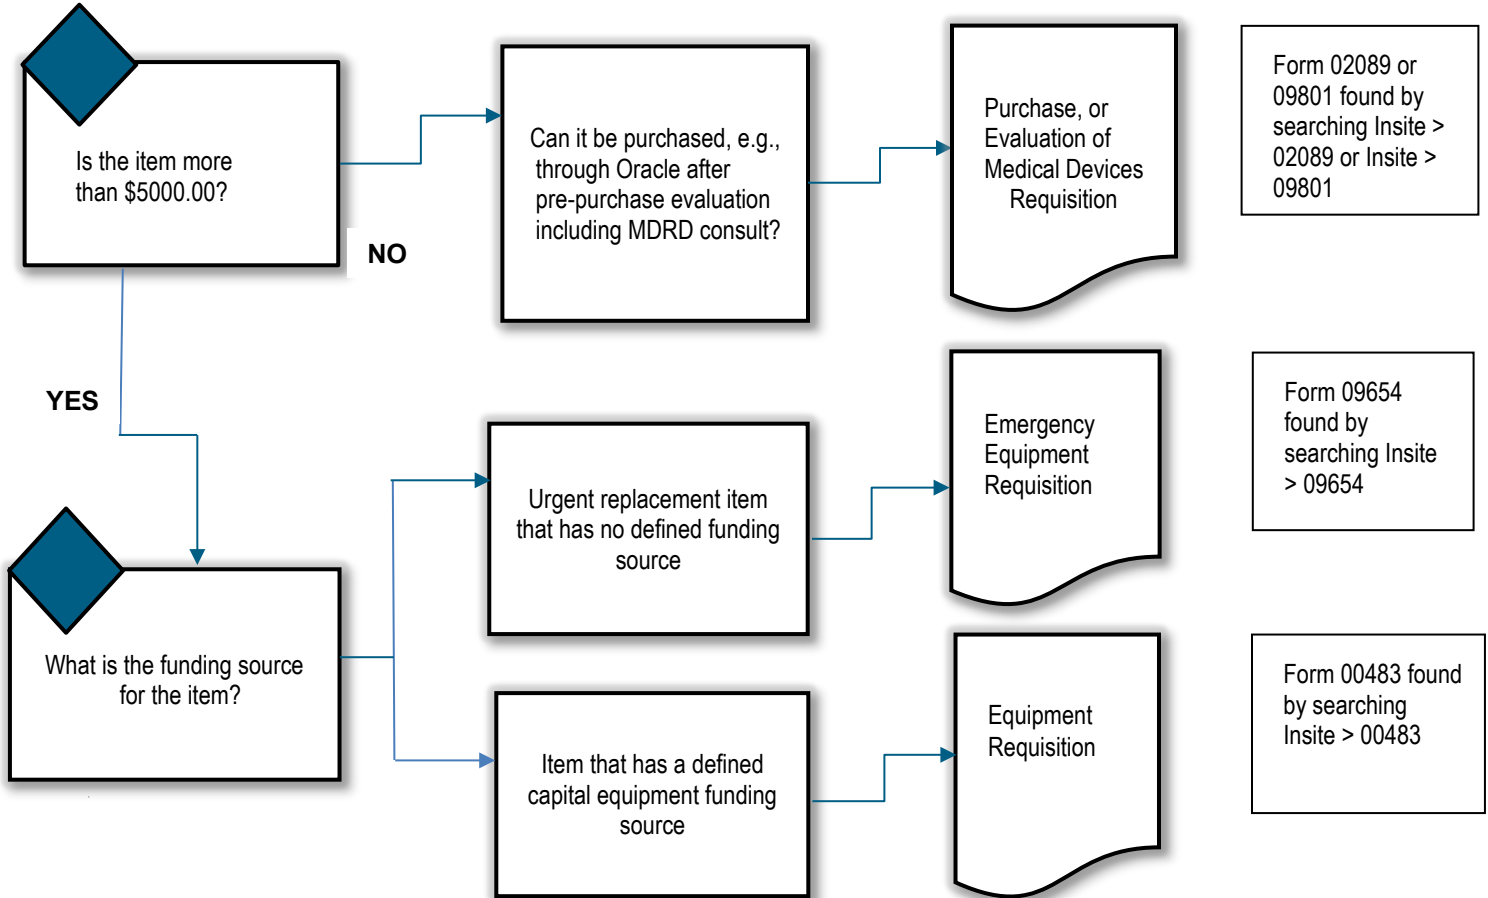 Is the item more
than $5000.00?
NO
Can it be purchased, e.g.,
through Oracle after
pre-purchase evaluation
including MDRD consult?
Purchase, or
Evaluation of
Medical Devices
Requisition
Form 02089 or
09801 found by
searching Insite >
02089 or Insite >
09801
YES
What is the funding source
for the item?
Urgent replacement item
that has no defined funding
source
Emergency
Equipment
Requisition
Form 09654
found by
searching Insite
> 09654
Item that has a defined
capital equipment funding
source
Equipment
Requisition
Form 00483 found
by searching
Insite > 00483